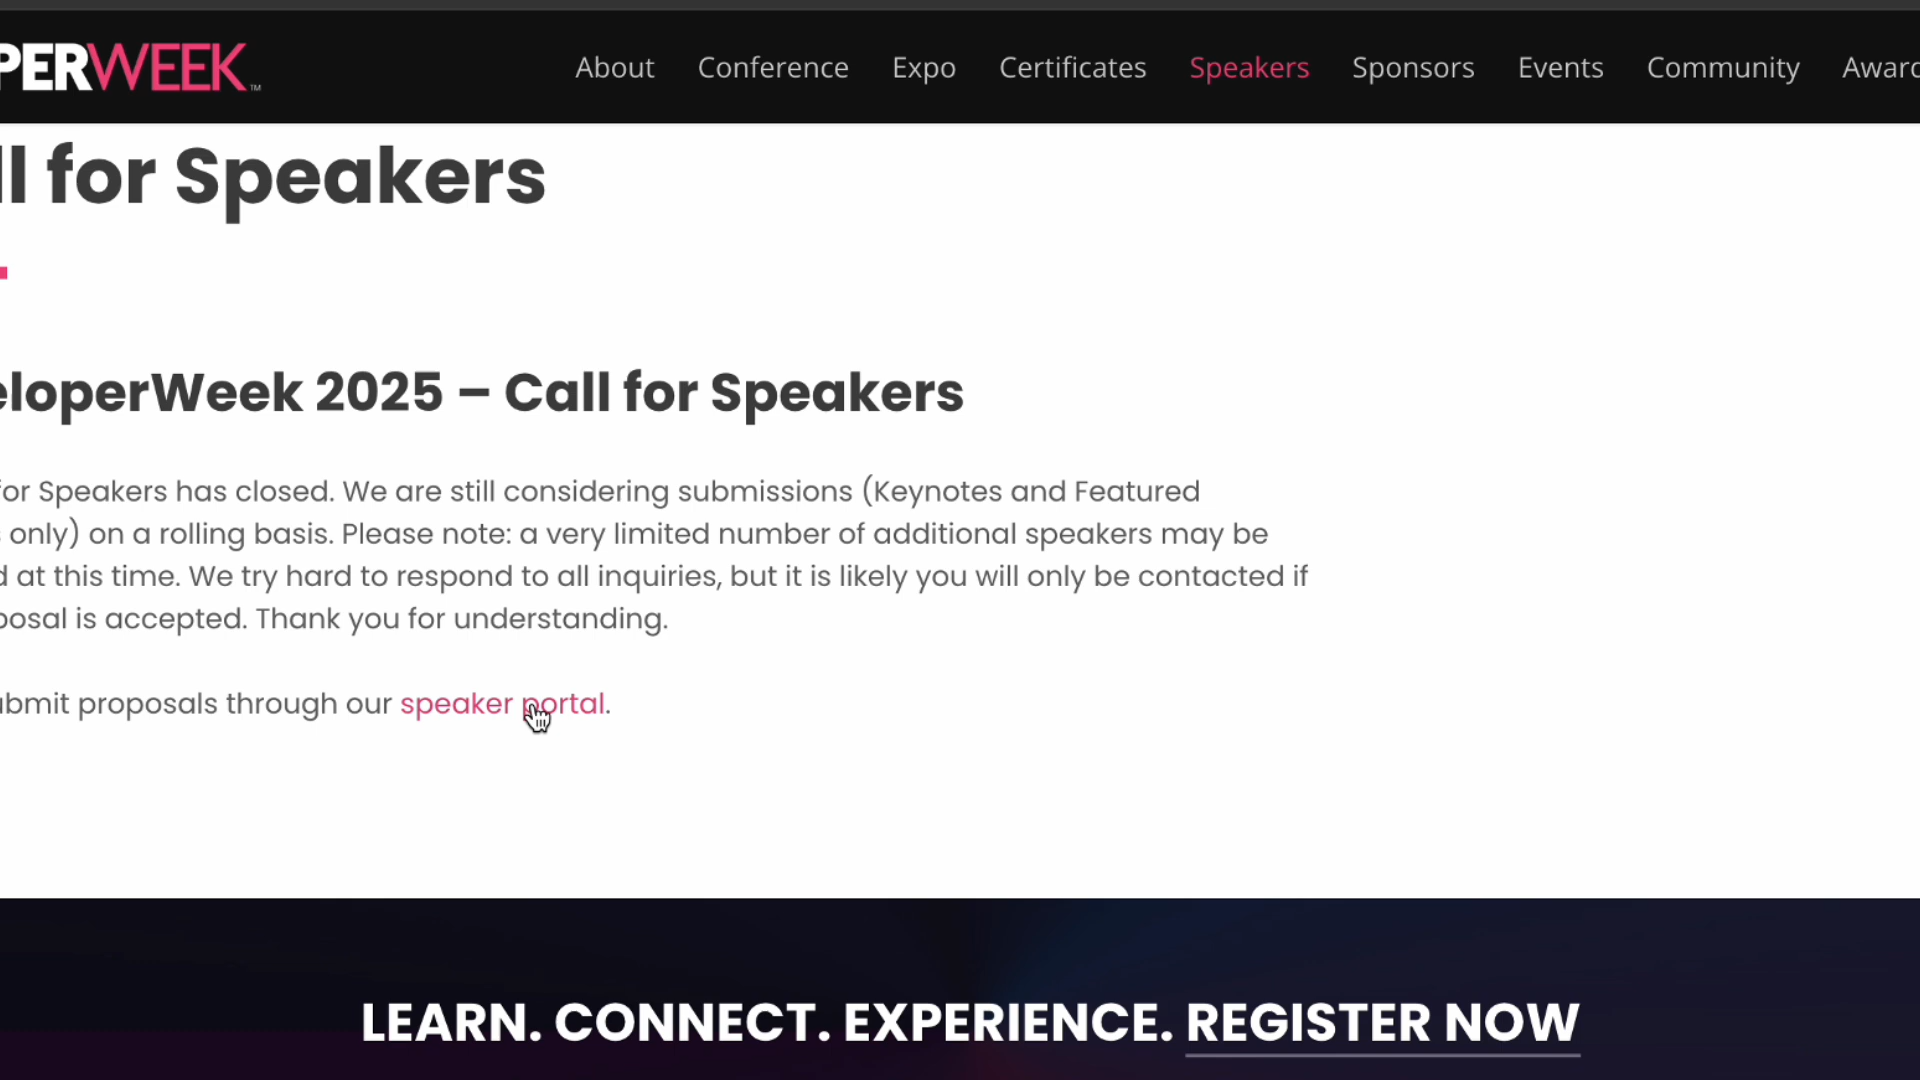 PERWEEK™
About Conference Expo Certificates Speakers Sponsors Events Community Award
ll for Speakers
eloperWeek 2025 – Call for Speakers
for Speakers has closed. We are still considering submissions (Keynotes and Featured
s only) on a rolling basis. Please note: a very limited number of additional speakers may be
d at this time. We try hard to respond to all inquiries, but it is likely you will only be contacted if
posal is accepted. Thank you for understanding.
ubmit proposals through our speaker portal.
LEARN. CONNECT. EXPERIENCE. REGISTER NOW